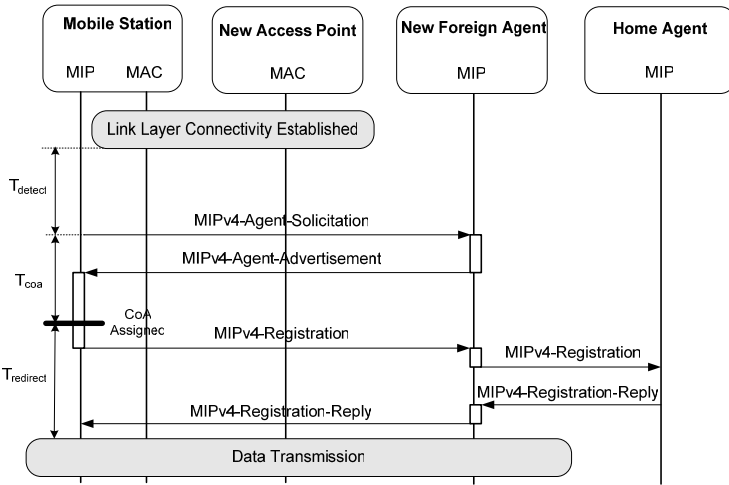 Mobile Station
New Access Point
New Foreign Agent
Home Agent
MIP
MAC
MAC
MIP
MIP
Link Layer Connectivity Established
Tdetect
MIPv4-Agent-Solicitation
MIPv4-Agent-Advertisement
Tcoa
CoA
Assigned
MIPv4-Registration
MIPv4-Registration
Tredirect
MIPv4-Registration-Reply
MIPv4-Registration-Reply
Data Transmission